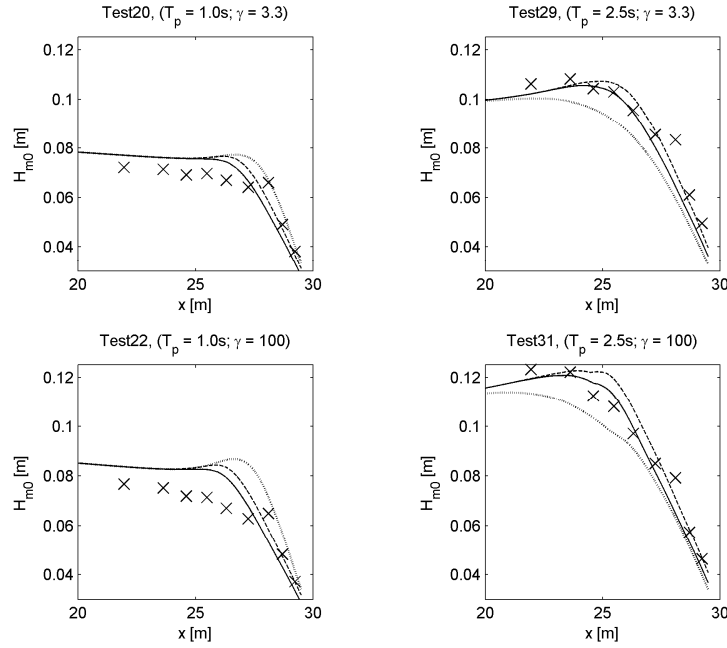 Test20, (T_p = 1.0s; γ = 3.3)
0.12
0.1
0.08
0.06
0.04
H_m0 [m]
20 25 30
x [m]
Test29, (T_p = 2.5s; γ = 3.3)
0.12
0.1
0.08
0.06
0.04
H_m0 [m]
20 25 30
x [m]
Test22, (T_p = 1.0s; γ = 100)
0.12
0.1
0.08
0.06
0.04
H_m0 [m]
20 25 30
x [m]
Test31, (T_p = 2.5s; γ = 100)
0.12
0.1
0.08
0.06
0.04
H_m0 [m]
20 25 30
x [m]